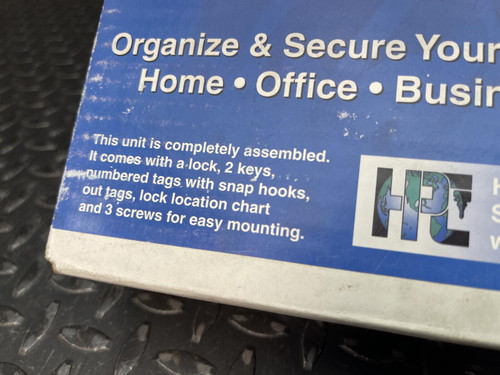 Organize & Secure Your
Home • Office • Busin
This unit is completely assembled.
It comes with a lock, 2 keys,
numbered tags with snap hooks,
out tags, lock location chart
and 3 screws for easy mounting.
HPC